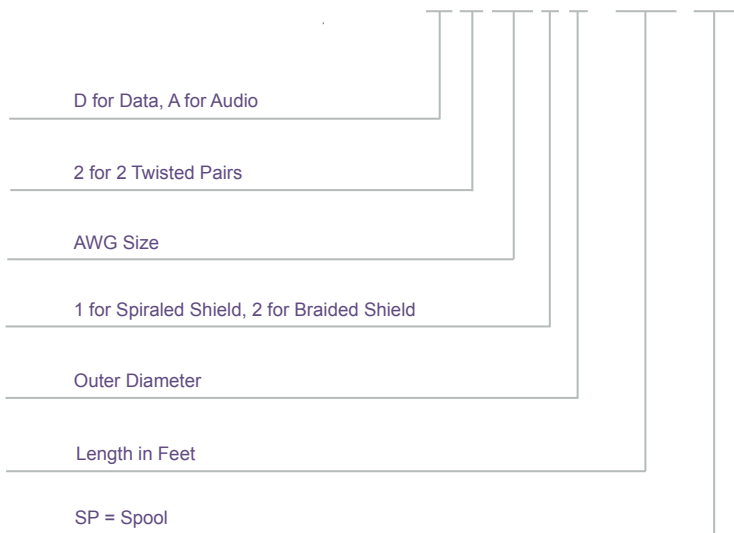 D for Data, A for Audio
2 for 2 Twisted Pairs
AWG Size
1 for Spiraled Shield, 2 for Braided Shield
Outer Diameter
Length in Feet
SP = Spool